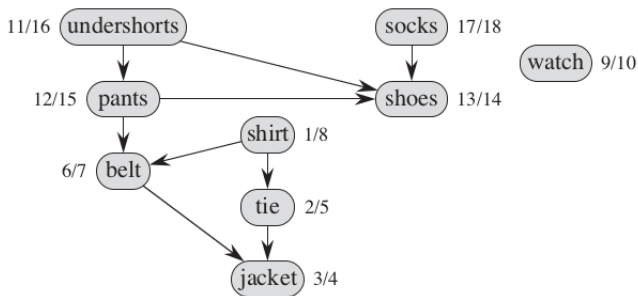 11/16 undershorts socks 17/18
watch 9/10
12/15 pants shoes 13/14
shirt 1/8
6/7 belt
tie 2/5
jacket 3/4